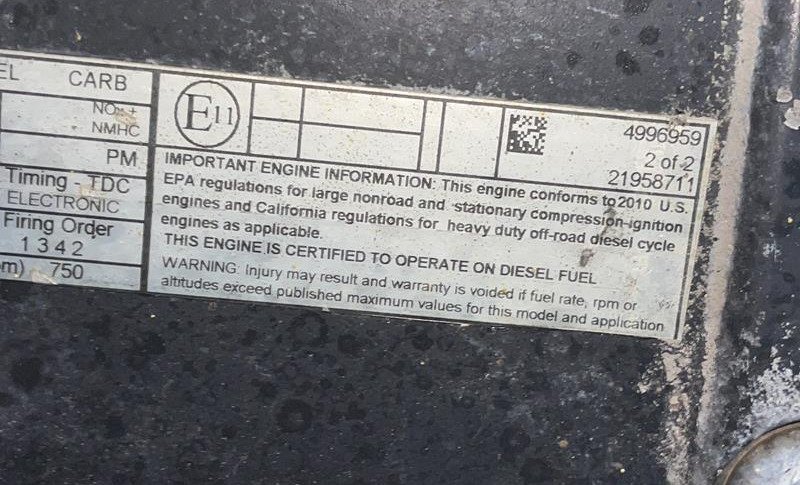 EL CARB
NOx+
NMHC
PM
Timing - TDC
ELECTRONIC
Firing Order
1 3 4 2
750
E11
4996959
2 of 2
21958711
IMPORTANT ENGINE INFORMATION: This engine conforms to 2010 U.S.
EPA regulations for large nonroad and stationary compression-ignition
engines and California regulations for heavy duty off-road diesel cycle
engines as applicable.
THIS ENGINE IS CERTIFIED TO OPERATE ON DIESEL FUEL
WARNING: Injury may result and warranty is voided if fuel rate, rpm or
altitudes exceed published maximum values for this model and application